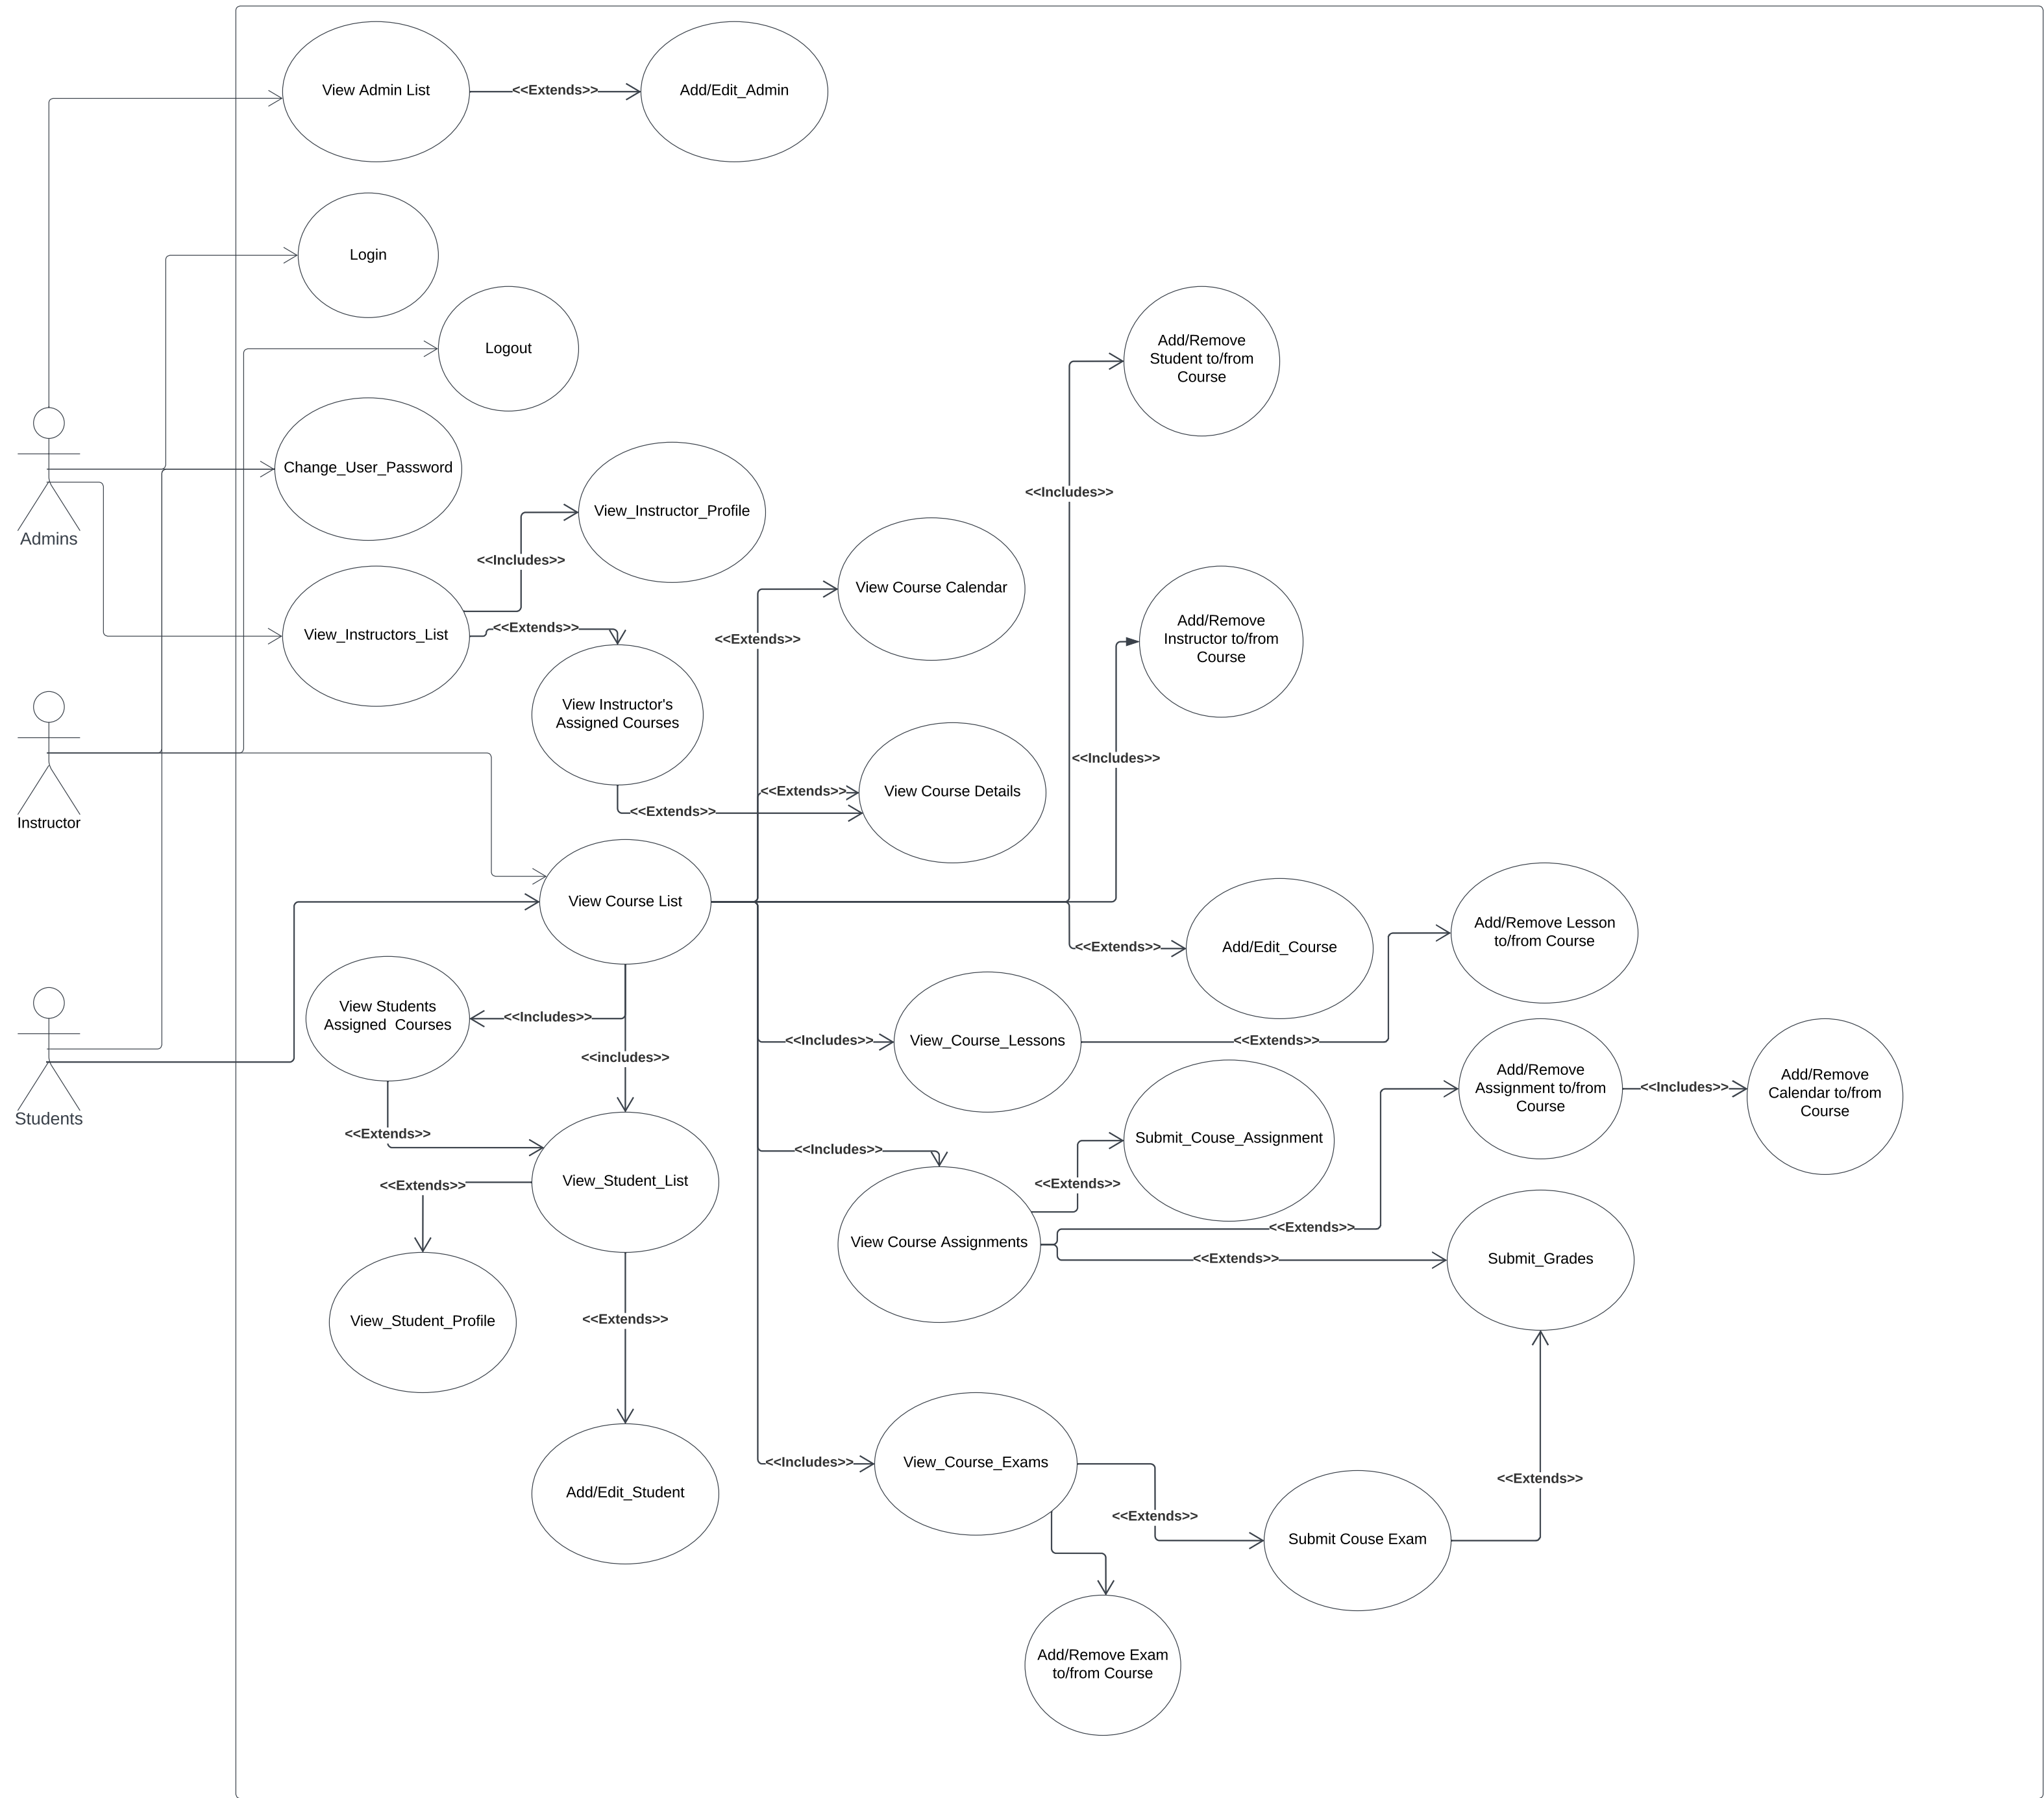 View Admin List
<<Extends>>
Add/Edit_Admin
Login
Logout
Add/Remove
Student to/from
Course
Change_User_Password
<<Includes>>
View_Instructor_Profile
Admins
<<Includes>>
View Course Calendar
Add/Remove
Instructor to/from
Course
View_Instructors_List
<<Extends>>
<<Extends>>
View Instructor's
Assigned Courses
<<Includes>>
<<Extends>>
View Course Details
<<Extends>>
Instructor
View Course List
Add/Remove Lesson
to/from Course
<<Extends>>
Add/Edit_Course
View Students
Assigned  Courses
<<Includes>>
<<includes>>
<<Includes>>
View_Course_Lessons
<<Extends>>
Add/Remove
Assignment to/from
Course
<<Includes>>
Add/Remove
Calendar to/from
Course
Students
<<Extends>>
<<Includes>>
Submit_Couse_Assignment
<<Extends>>
View_Student_List
<<Extends>>
View Course Assignments
<<Extends>>
<<Extends>>
Submit_Grades
View_Student_Profile
<<Extends>>
<<Includes>>
View_Course_Exams
<<Extends>>
Add/Edit_Student
<<Extends>>
Submit Couse Exam
Add/Remove Exam
to/from Course